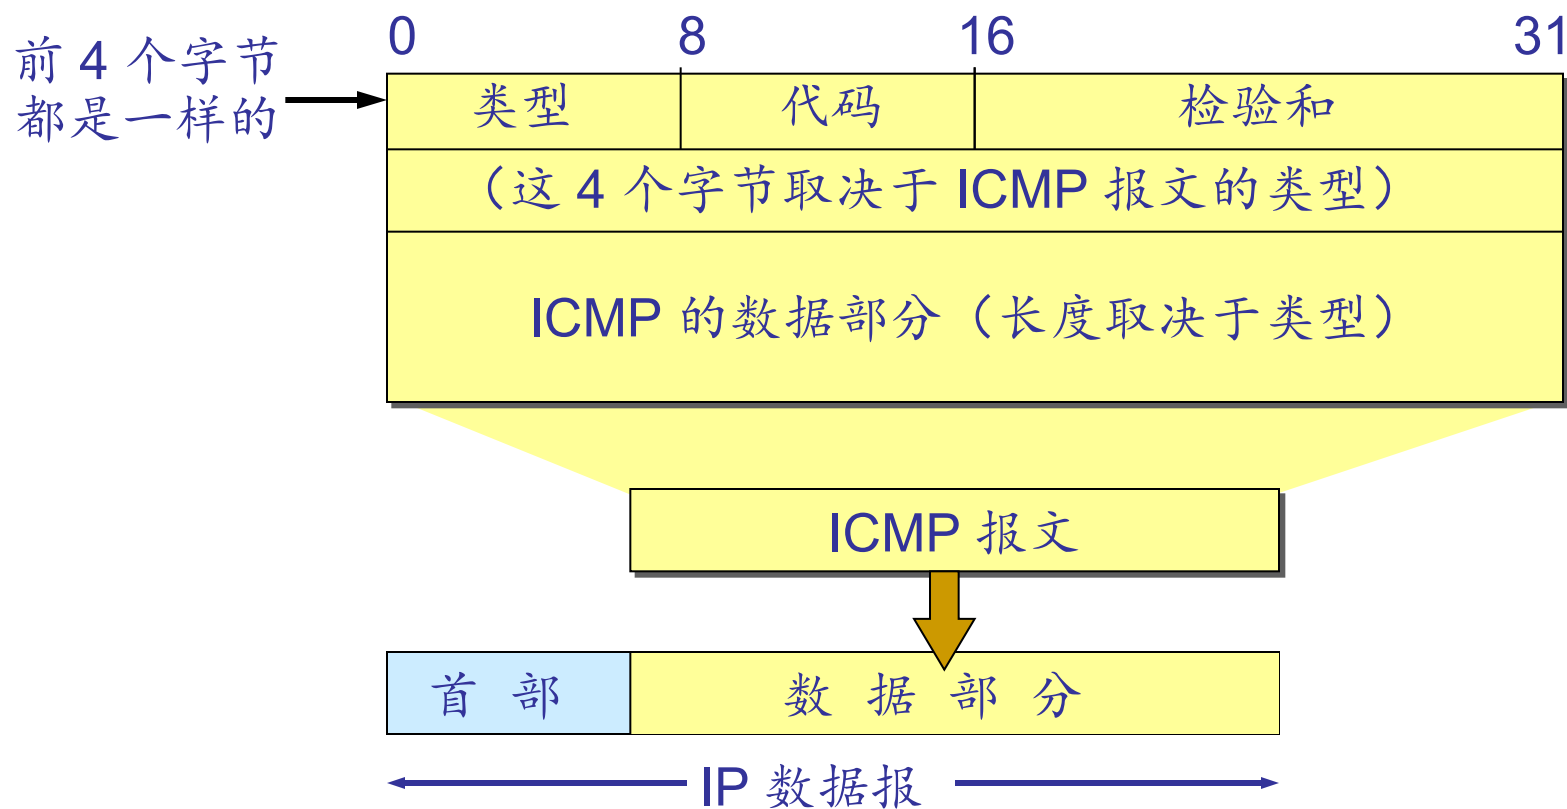 0 8 16 31
前 4 个字节
都是一样的
类型 代码 检验和
（这 4 个字节取决于 ICMP 报文的类型）
ICMP 的数据部分（长度取决于类型）
ICMP 报文
首 部 数 据 部 分
IP 数据报